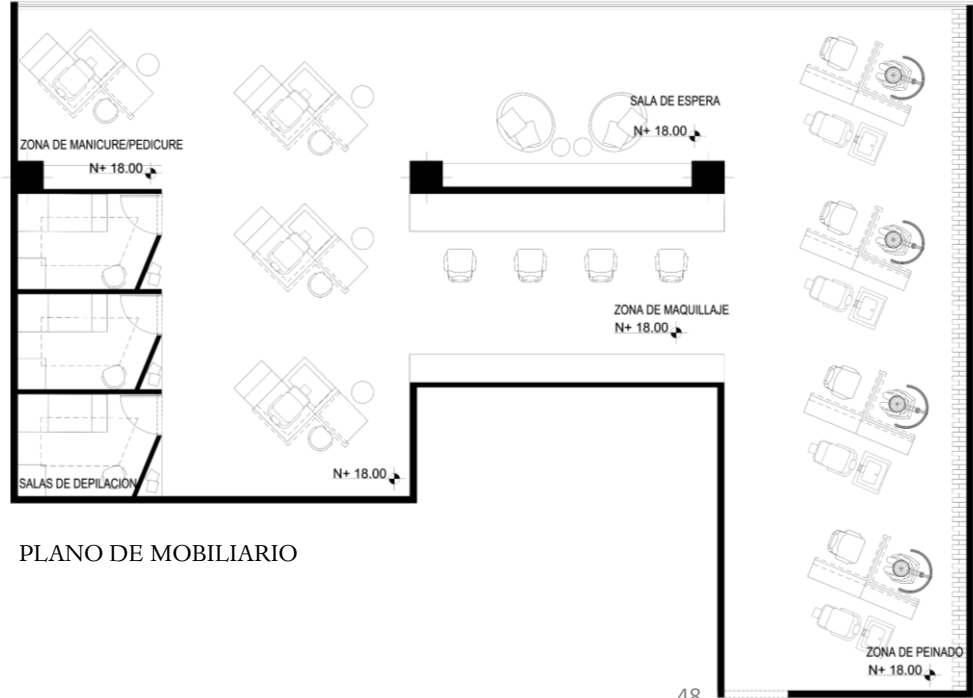 SALA DE ESPERA
N+ 18.00
ZONA DE MANICURE/PEDICURE
N+ 18.00
ZONA DE MAQUILLAJE
N+ 18.00
N+ 18.00
SALAS DE DEPILACIÓN
PLANO DE MOBILIARIO
ZONA DE PEINADO
N+ 18.00
48